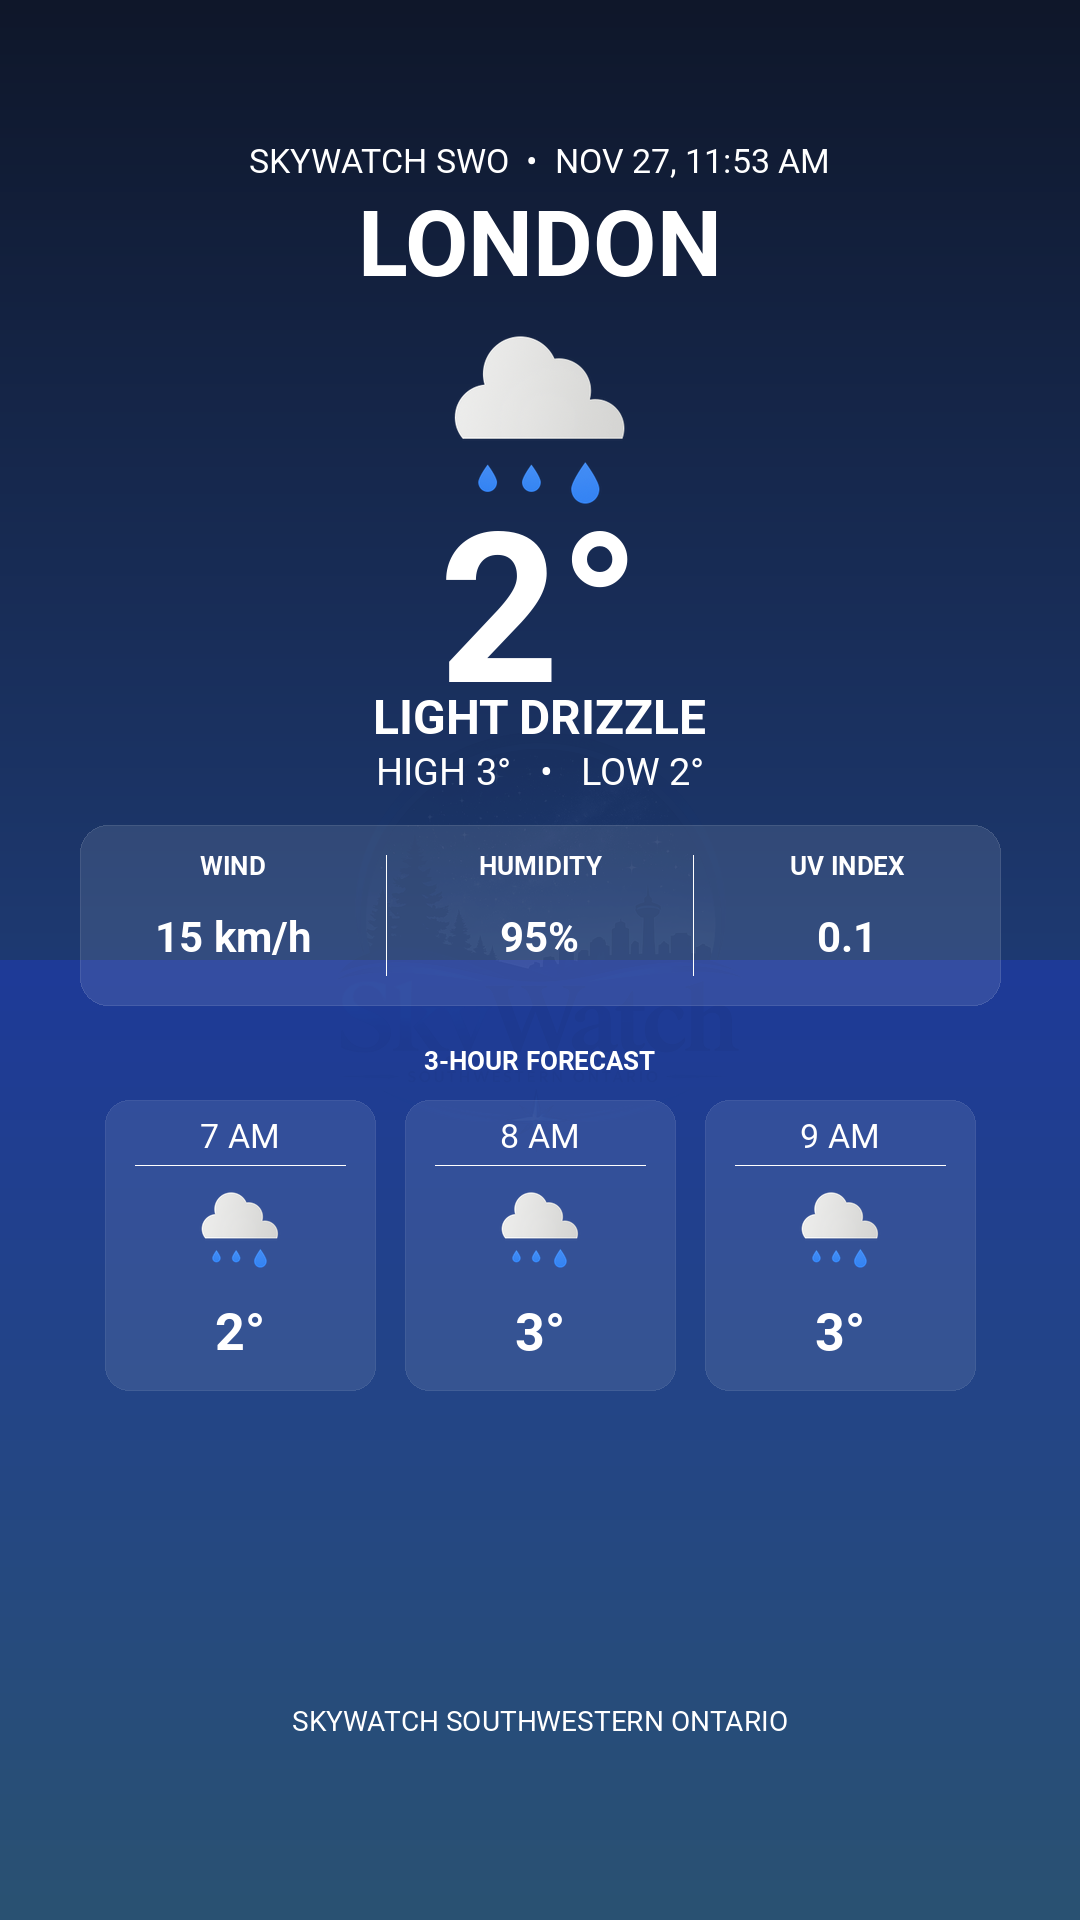 SKYWATCH SWO • NOV 27, 11:53 AM
LONDON
2°
LIGHT DRIZZLE
HIGH 3° • LOW 2°
WIND HUMIDITY UV INDEX
15 km/h 95% 0.1
SkyWatch
3-HOUR FORECAST
7 AM 8 AM 9 AM
2° 3° 3°
SKYWATCH SOUTHWESTERN ONTARIO